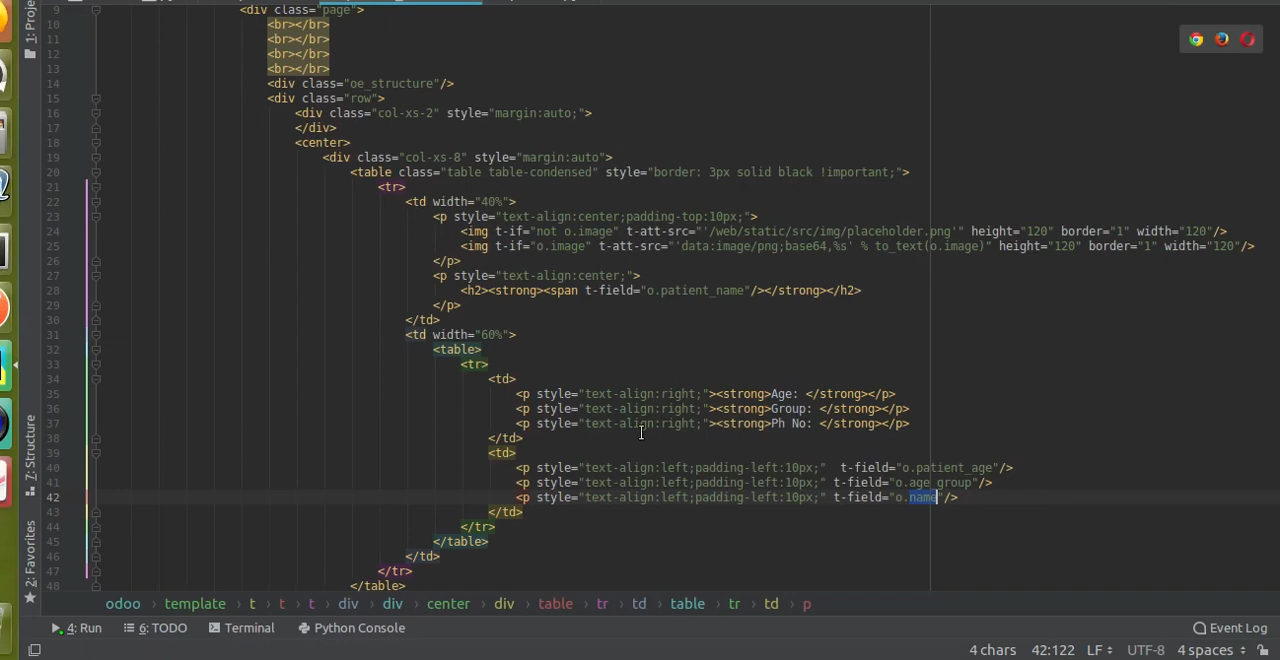 1: Proje
9 <div class="page">
10 <br></br>
11 <br></br>
12 <br></br>
13 <br></br>
14 <div class="oe_structure"/>
15 <div class="row">
16 <div class="col-xs-2" style="margin:auto;">
17 </div>
18 <center>
19 <div class="col-xs-8" style="margin:auto">
20 <table class="table table-condensed" style="border: 3px solid black !important;">
21 <tr>
22 <td width="40%">
23 <p style="text-align:center;padding-top:10px;">
24 <img t-if="not o.image" t-att-src="'/web/static/src/img/placeholder.png'" height="120" border="1" width="120"/>
25 <img t-if="o.image" t-att-src="'data:image/png;base64,%s' % to_text(o.image)" height="120" border="1" width="120"/>
26 </p>
27 <p style="text-align:center;">
28 <h2><strong><span t-field="o.patient_name"/></strong></h2>
29 </p>
30 </td>
31 <td width="60%">
32 <table>
33 <tr>
34 <td>
35 <p style="text-align:right;"><strong>Age: </strong></p>
36 <p style="text-align:right;"><strong>Group: </strong></p>
37 <p style="text-align:right;"><strong>Ph No: </strong></p>
38 </td>
39 <td>
40 <p style="text-align:left;padding-left:10px;"  t-field="o.patient_age"/>
41 <p style="text-align:left;padding-left:10px;" t-field="o.age_group"/>
42 <p style="text-align:left;padding-left:10px;" t-field="o.name"/>
43 </td>
44 </tr>
45 </table>
46 </td>
47 </tr>
48 </table>
7: Structure
2: Favorites
odoo template t t t div div center div table tr td table tr td p
4: Run 6: TODO Terminal Python Console Event Log
4 chars 42:122 LF UTF-8 4 spaces